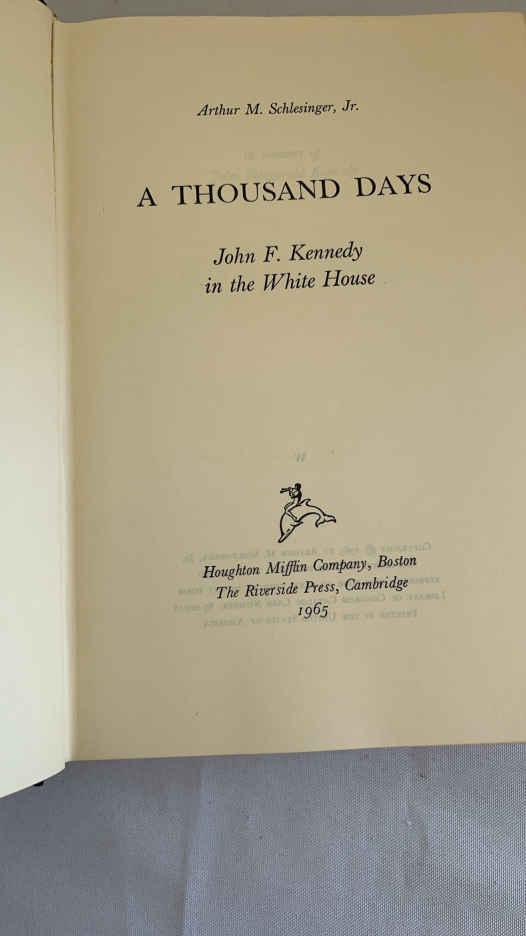 Arthur M. Schlesinger, Jr.
A THOUSAND DAYS
John F. Kennedy
in the White House
Houghton Mifflin Company, Boston
The Riverside Press, Cambridge
1965